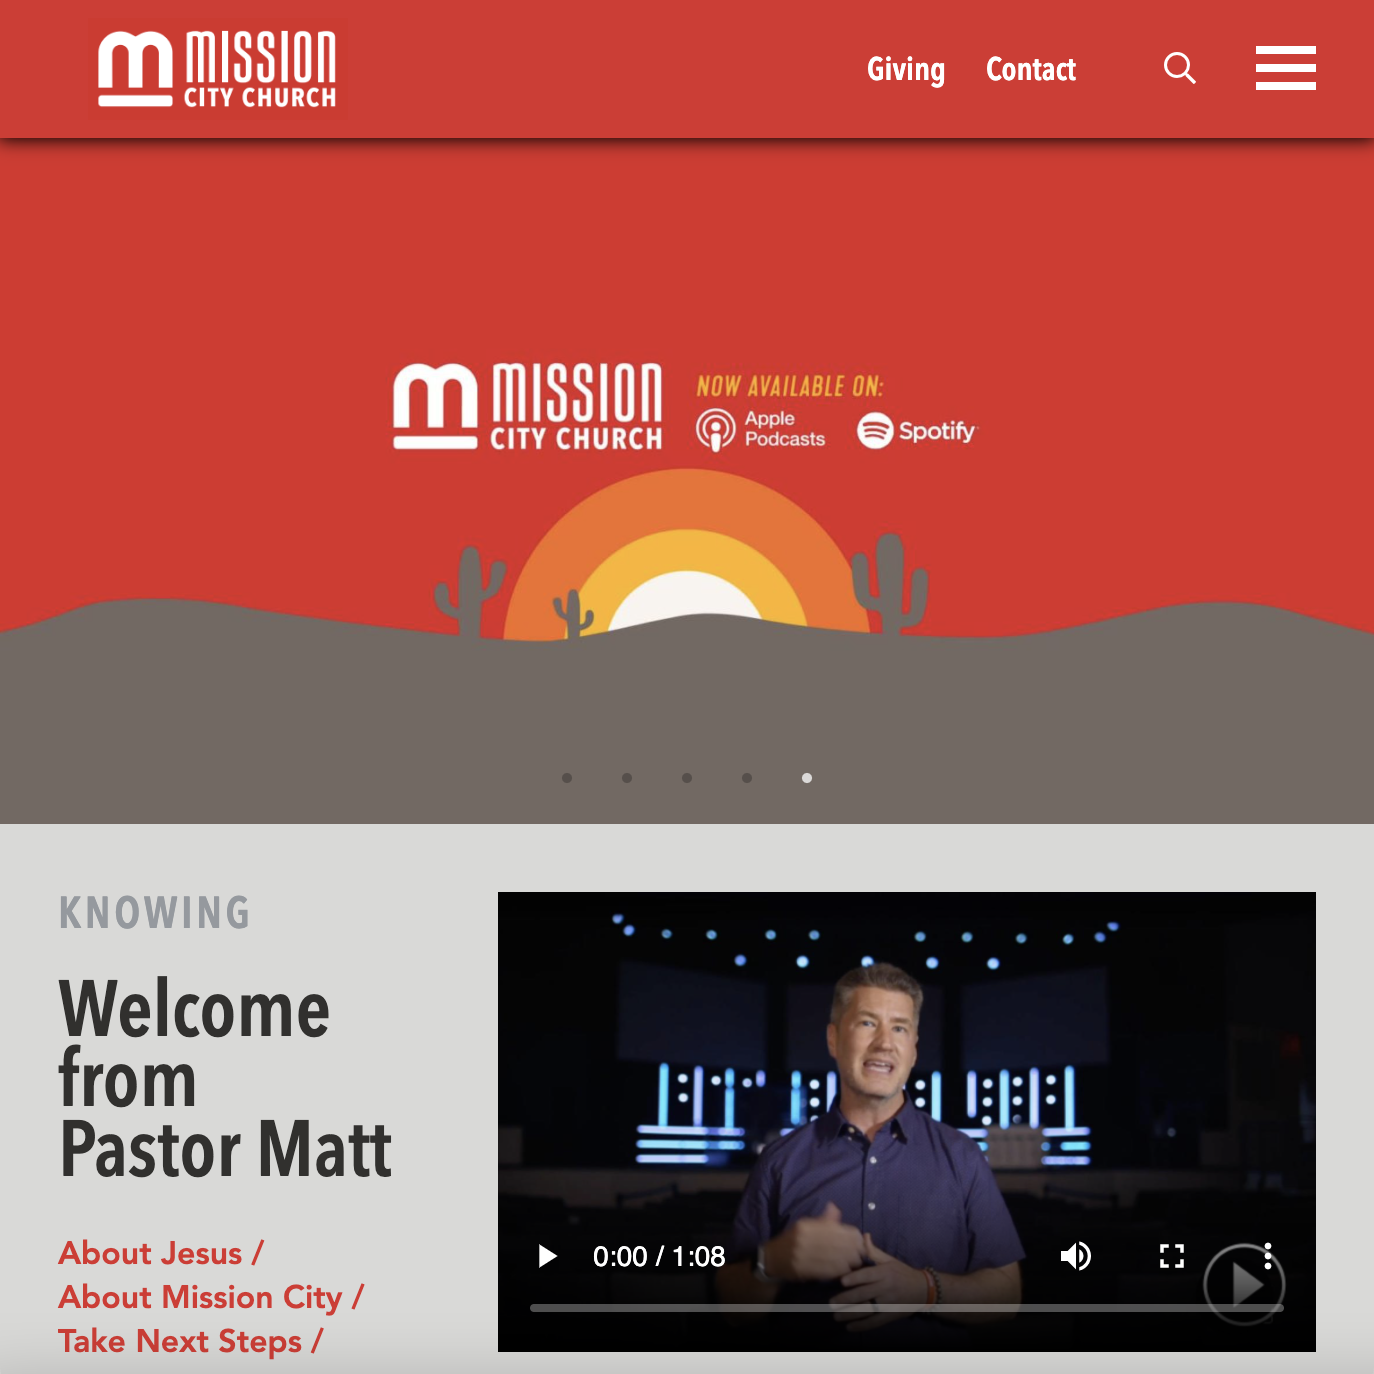 MISSION
CITY CHURCH
Giving Contact
MISSION
CITY CHURCH
NOW AVAILABLE ON:
Apple
Podcasts
Spotify
KNOWING
Welcome
from
Pastor Matt
About Jesus /
About Mission City /
Take Next Steps /
0:00 / 1:08